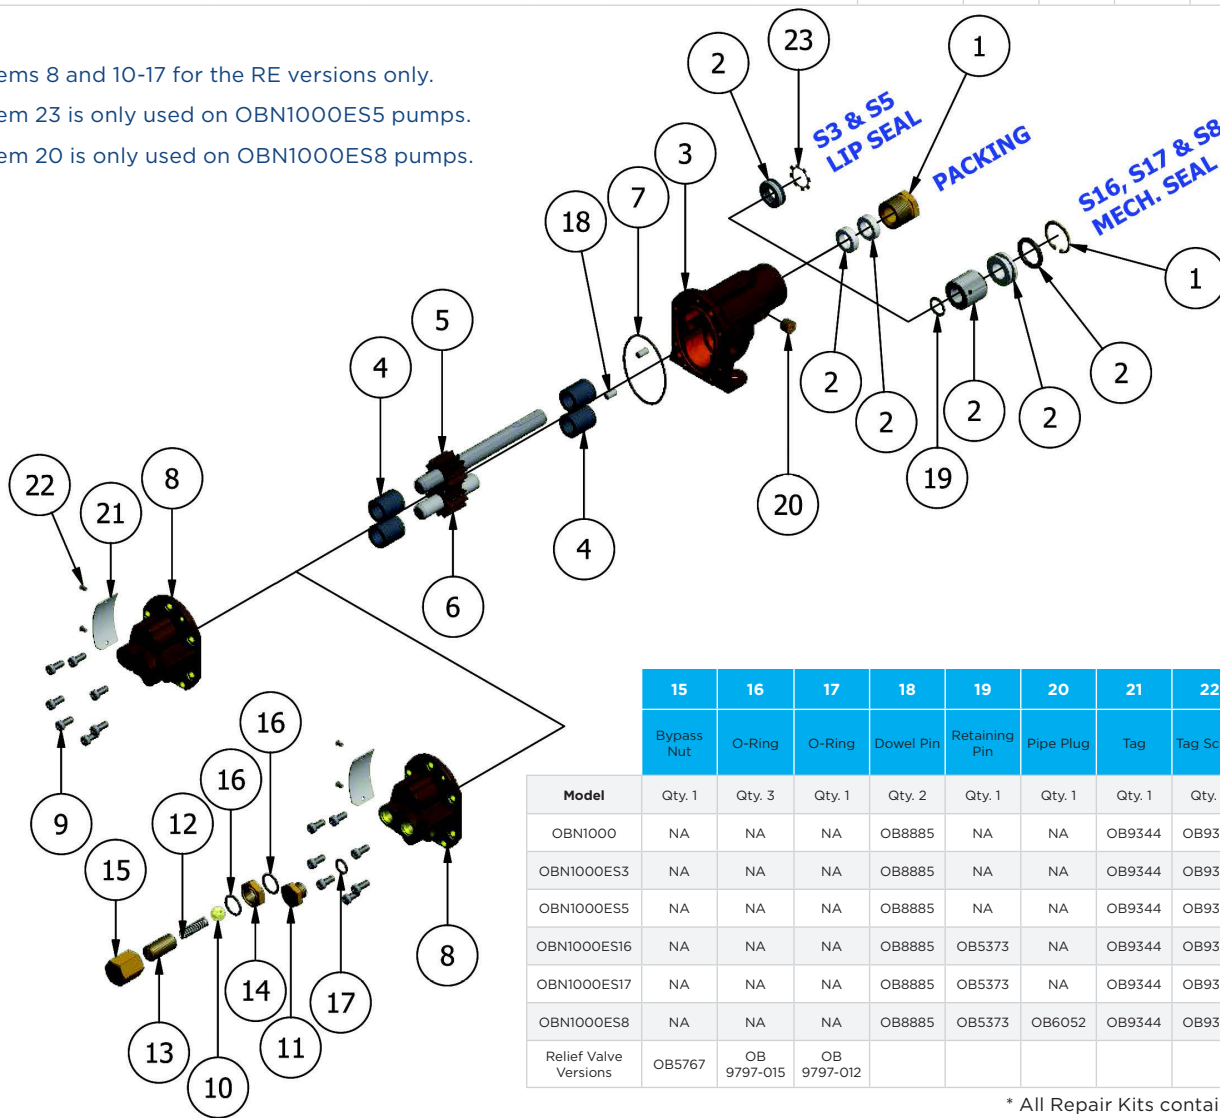 ems 8 and 10-17 for the RE versions only.
em 23 is only used on OBN1000ES5 pumps.
em 20 is only used on OBN1000ES8 pumps.
2
23
1
S3 & S5
LIP SEAL
3
PACKING
S16, S17 & S8
MECH. SEAL
7
18
1
5
4
2
2
2
2
2
19
20
22
21
8
4
4
6
16
16
9
12
15
8
14
17
13
11
10
15 16 17 18 19 20 21 22
Bypass Nut O-Ring O-Ring Dowel Pin Retaining Pin Pipe Plug Tag Tag Sc
Model Qty. 1 Qty. 3 Qty. 1 Qty. 2 Qty. 1 Qty. 1 Qty. 1 Qty.
OBN1000 NA NA NA OB8885 NA NA OB9344 OB93
OBN1000ES3 NA NA NA OB8885 NA NA OB9344 OB93
OBN1000ES5 NA NA NA OB8885 NA NA OB9344 OB93
OBN1000ES16 NA NA NA OB8885 OB5373 NA OB9344 OB93
OBN1000ES17 NA NA NA OB8885 OB5373 NA OB9344 OB93
OBN1000ES8 NA NA NA OB8885 OB5373 OB6052 OB9344 OB93
Relief Valve Versions OB5767 OB 9797-015 OB 9797-012
* All Repair Kits contai